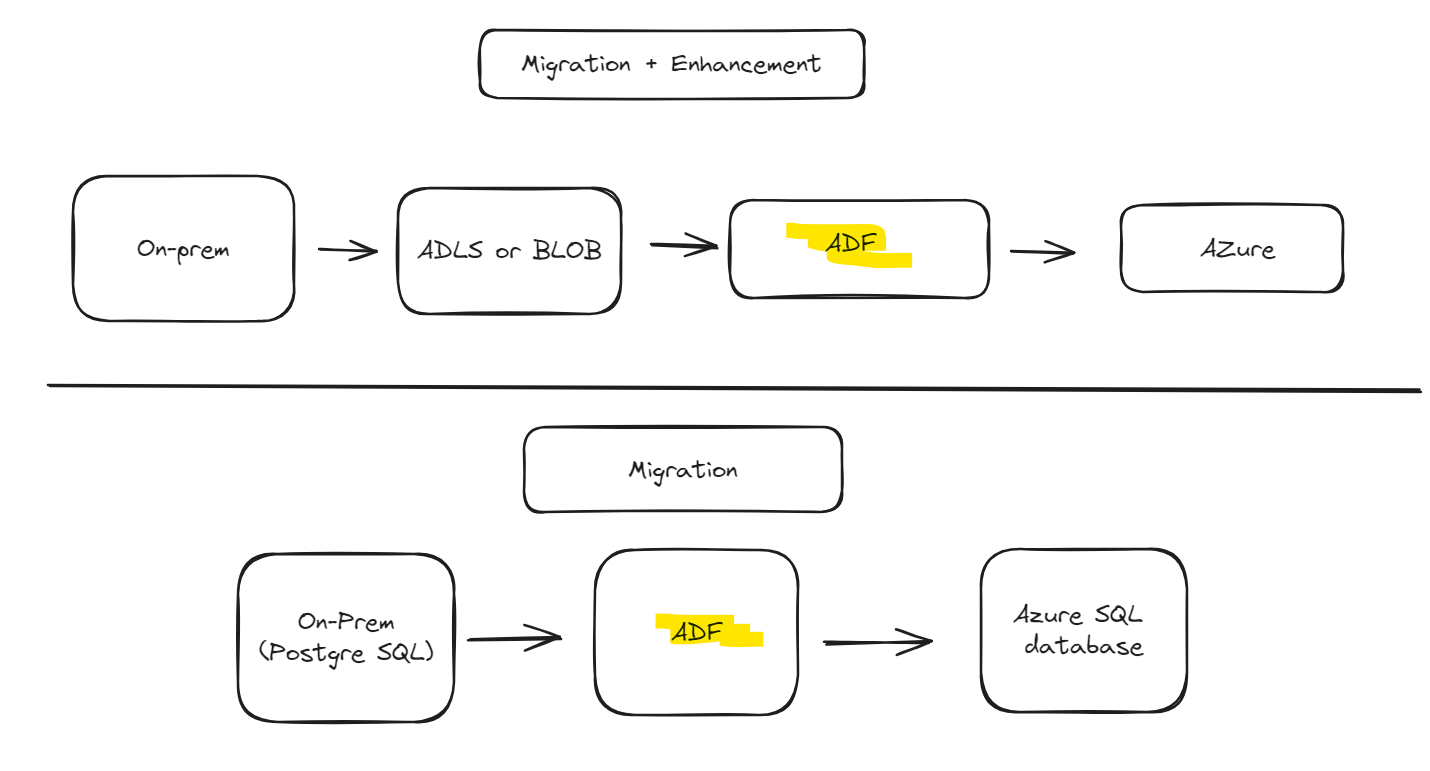 Migration + Enhancement
On-prem
ADLS or BLOB
ADF
AZure
Migration
On-Prem
(Postgre SQL)
ADF
Azure SQL
database